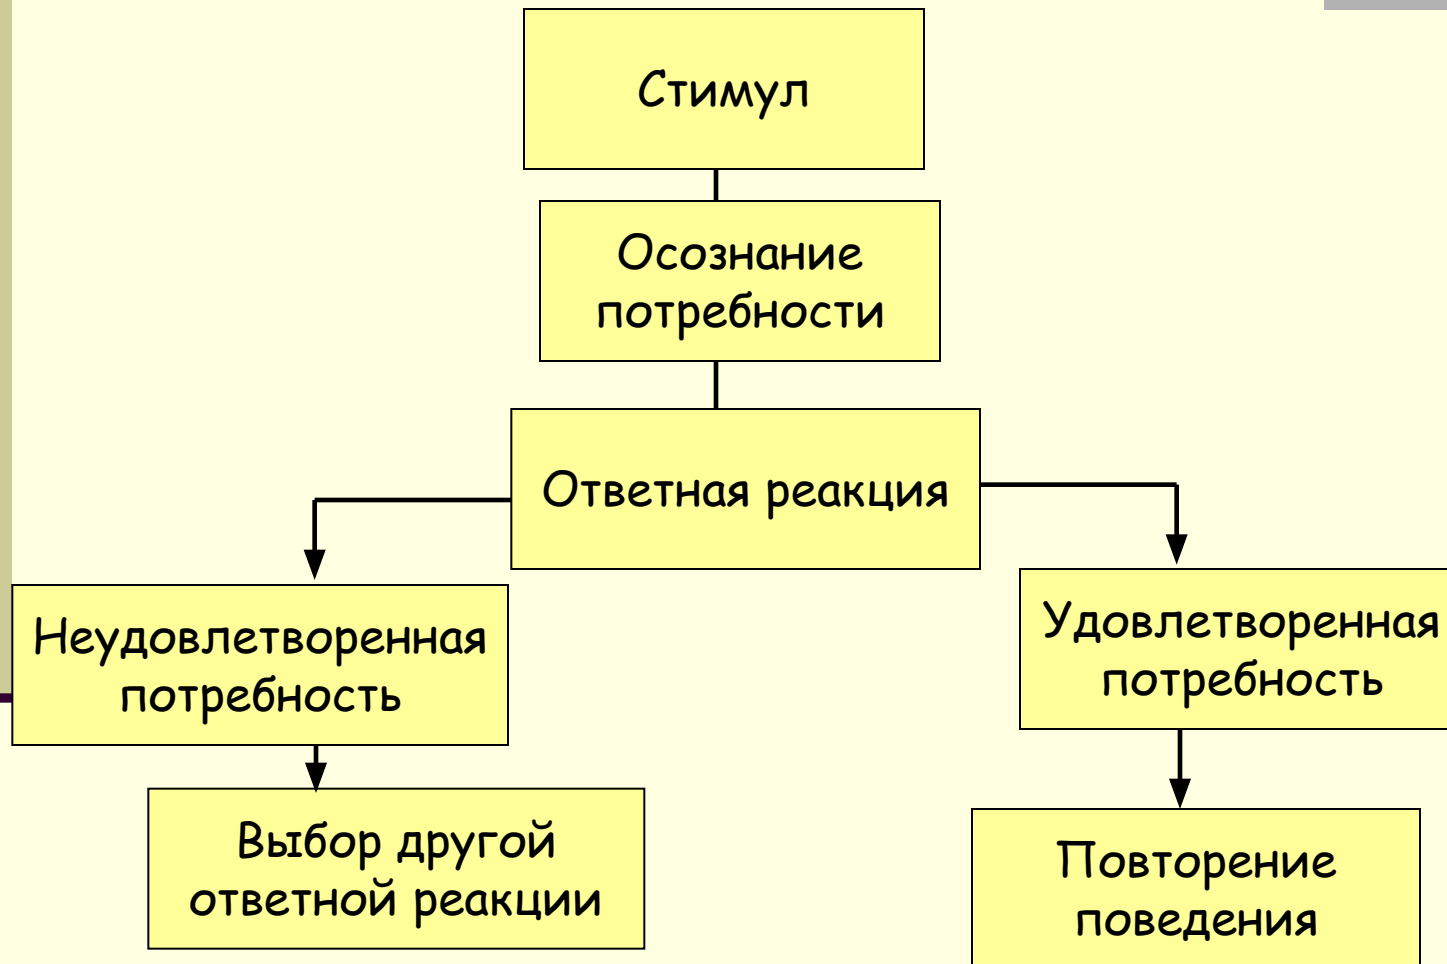 Стимул
Осознание
потребности
Ответная реакция
Неудовлетворенная
потребность
Удовлетворенная
потребность
Выбор другой
ответной реакции
Повторение
поведения